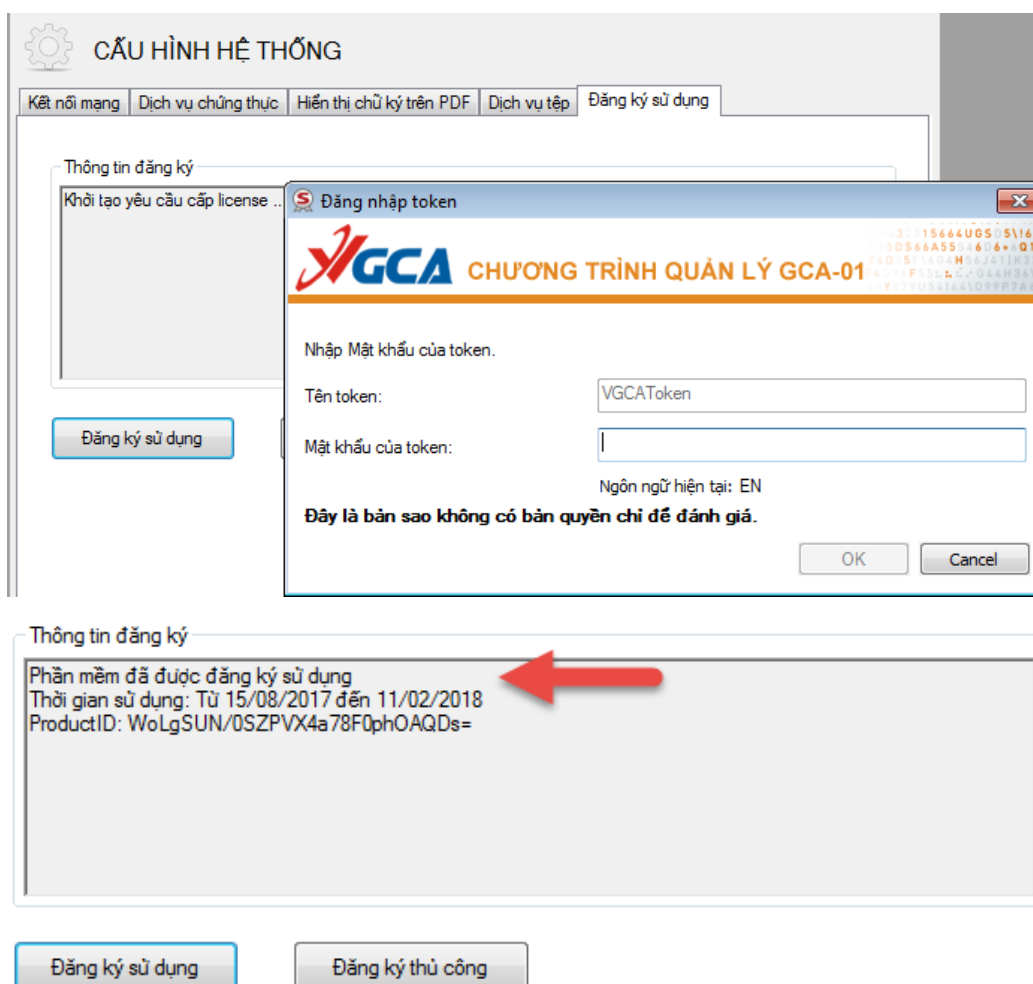 CẤU HÌNH HỆ THỐNG
Kết nối mạng Dịch vụ chứng thực Hiển thị chữ ký trên PDF Dịch vụ tệp Đăng ký sử dụng
Thông tin đăng ký
Khởi tạo yêu cầu cấp license ..
Đăng nhập token
VGCA CHƯƠNG TRÌNH QUẢN LÝ GCA-01
Nhập Mật khẩu của token.
Tên token: VGCAToken
Mật khẩu của token:
Ngôn ngữ hiện tại: EN
Đây là bản sao không có bản quyền chỉ để đánh giá.
OK Cancel
Đăng ký sử dụng
Thông tin đăng ký
Phần mềm đã được đăng ký sử dụng
Thời gian sử dụng: Từ 15/08/2017 đến 11/02/2018
ProductID: WoLgSUN/0SZPVX4a78F0phOAQDs=
Đăng ký sử dụng Đăng ký thủ công